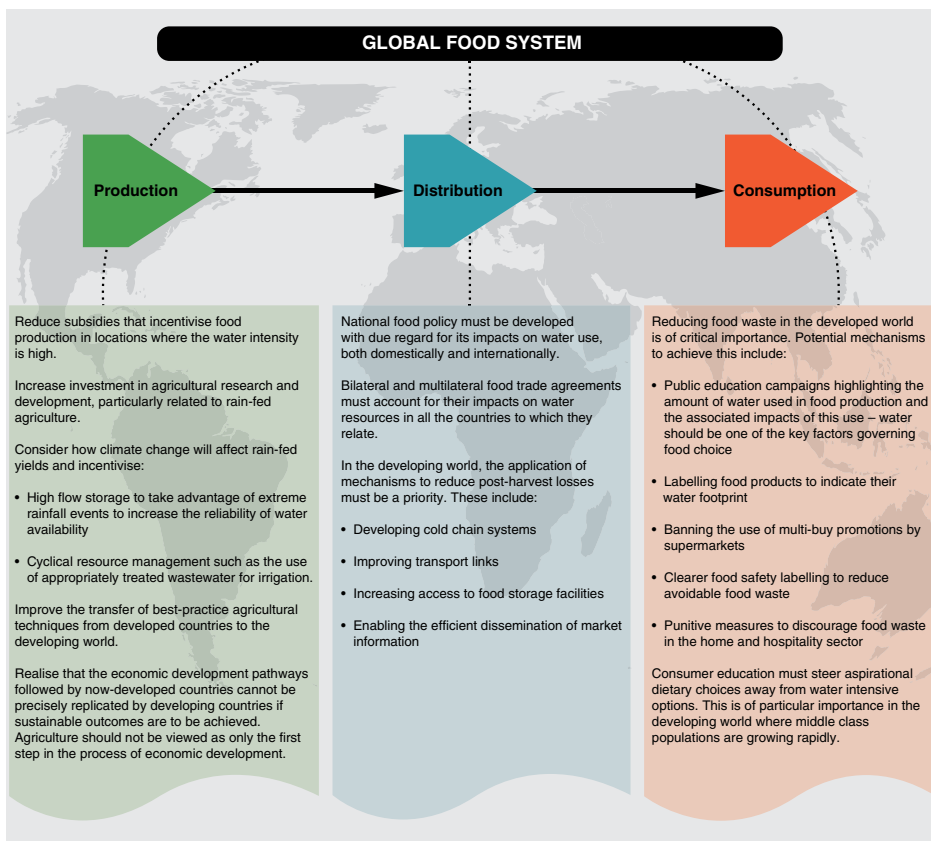 GLOBAL FOOD SYSTEM
Production
Distribution
Consumption
Reduce subsidies that incentivise food
production in locations where the water intensity
is high.
Increase investment in agricultural research and
development, particularly related to rain-fed
agriculture.
Consider how climate change will affect rain-fed
yields and incentivise:
• High flow storage to take advantage of extreme
rainfall events to increase the reliability of water
availability
• Cyclical resource management such as the use
of appropriately treated wastewater for irrigation.
Improve the transfer of best-practice agricultural
techniques from developed countries to the
developing world.
Realise that the economic development pathways
followed by now-developed countries cannot be
precisely replicated by developing countries if
sustainable outcomes are to be achieved.
Agriculture should not be viewed as only the first
step in the process of economic development.
National food policy must be developed
with due regard for its impacts on water use,
both domestically and internationally.
Bilateral and multilateral food trade agreements
must account for their impacts on water
resources in all the countries to which they
relate.
In the developing world, the application of
mechanisms to reduce post-harvest losses
must be a priority. These include:
• Developing cold chain systems
• Improving transport links
• Increasing access to food storage facilities
• Enabling the efficient dissemination of market
information
Reducing food waste in the developed world
is of critical importance. Potential mechanisms
to achieve this include:
• Public education campaigns highlighting the
amount of water used in food production and
the associated impacts of this use – water
should be one of the key factors governing
food choice
• Labelling food products to indicate their
water footprint
• Banning the use of multi-buy promotions by
supermarkets
• Clearer food safety labelling to reduce
avoidable food waste
• Punitive measures to discourage food waste
in the home and hospitality sector
Consumer education must steer aspirational
dietary choices away from water intensive
options. This is of particular importance in the
developing world where middle class
populations are growing rapidly.